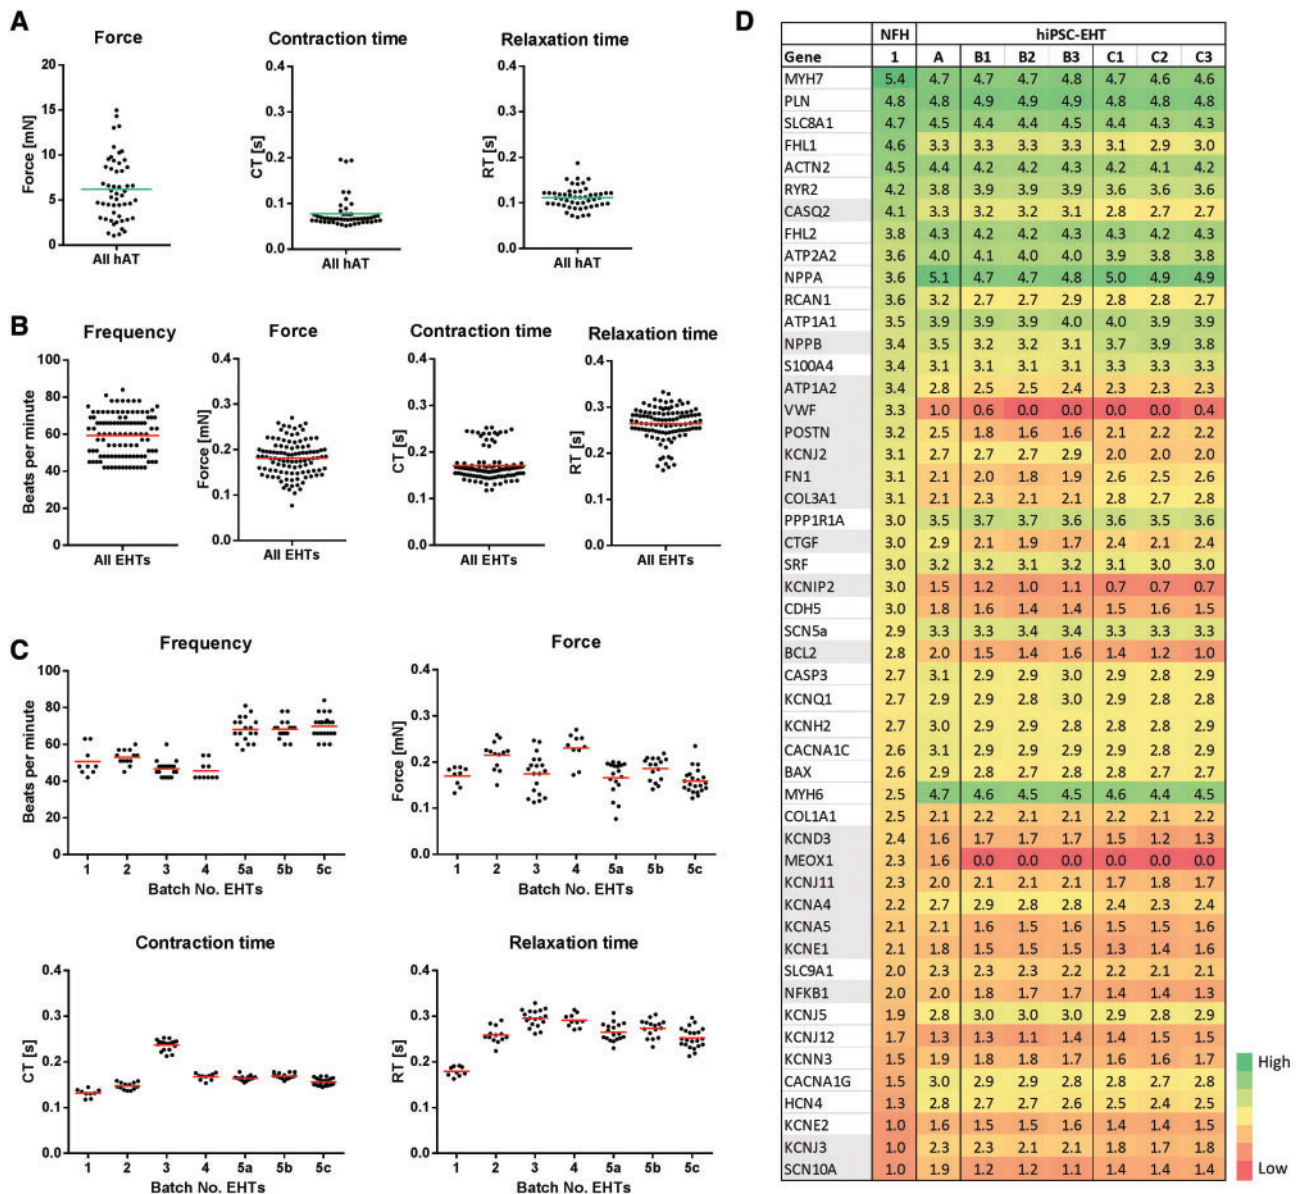 A
Force
Contraction time
Relaxation time
20
15
10
5
0
Force [mN]
All hAT
0.4
0.3
0.2
0.1
0.0
CT [s]
All hAT
0.4
0.3
0.2
0.1
0.0
RT [s]
All hAT
B
Frequency
Force
Contraction time
Relaxation time
100
80
60
40
20
0
Beats per minute
All EHTs
0.4
0.3
0.2
0.1
0.0
Force [mN]
All EHTs
0.4
0.3
0.2
0.1
0.0
CT [s]
All EHTs
0.4
0.3
0.2
0.1
0.0
RT [s]
All EHTs
C
Frequency
100
80
60
40
20
0
Beats per minute
1 2 3 4 5a 5b 5c
Batch No. EHTs
Force
0.4
0.3
0.2
0.1
0.0
Force [mN]
1 2 3 4 5a 5b 5c
Batch No. EHTs
Contraction time
0.4
0.3
0.2
0.1
0.0
CT [s]
1 2 3 4 5a 5b 5c
Batch No. EHTs
Relaxation time
0.4
0.3
0.2
0.1
0.0
RT [s]
1 2 3 4 5a 5b 5c
Batch No. EHTs
D
NFH hiPSC-EHT
Gene 1 A B1 B2 B3 C1 C2 C3
MYH7 5.4 4.7 4.7 4.7 4.8 4.7 4.6 4.6
PLN 4.8 4.8 4.9 4.9 4.9 4.8 4.8 4.8
SLC8A1 4.7 4.5 4.4 4.4 4.5 4.4 4.3 4.3
FHL1 4.6 3.3 3.3 3.3 3.3 3.1 2.9 3.0
ACTN2 4.5 4.4 4.2 4.2 4.3 4.2 4.1 4.2
RYR2 4.2 3.8 3.9 3.9 3.9 3.6 3.6 3.6
CASQ2 4.1 3.3 3.2 3.2 3.1 2.8 2.7 2.7
FHL2 3.8 4.3 4.2 4.2 4.3 4.3 4.2 4.3
ATP2A2 3.6 4.0 4.1 4.0 4.0 3.9 3.8 3.8
NPPA 3.6 5.1 4.7 4.7 4.8 5.0 4.9 4.9
RCAN1 3.6 3.2 2.7 2.7 2.9 2.8 2.8 2.7
ATP1A1 3.5 3.9 3.9 3.9 4.0 4.0 3.9 3.9
NPPB 3.4 3.5 3.2 3.2 3.1 3.7 3.9 3.8
S100A4 3.4 3.1 3.1 3.1 3.1 3.3 3.3 3.3
ATP1A2 3.4 2.8 2.5 2.5 2.4 2.3 2.3 2.3
VWF 3.3 1.0 0.6 0.0 0.0 0.0 0.0 0.4
POSTN 3.2 2.5 1.8 1.6 1.6 2.1 2.2 2.2
KCNJ2 3.1 2.7 2.7 2.7 2.9 2.0 2.0 2.0
FN1 3.1 2.1 2.0 1.8 1.9 2.6 2.5 2.6
COL3A1 3.1 2.1 2.3 2.1 2.1 2.8 2.7 2.8
PPP1R1A 3.0 3.5 3.7 3.7 3.6 3.6 3.5 3.6
CTGF 3.0 2.9 2.1 1.9 1.7 2.4 2.1 2.4
SRF 3.0 3.2 3.2 3.1 3.2 3.1 3.0 3.0
KCNIP2 3.0 1.5 1.2 1.0 1.1 0.7 0.7 0.7
CDH5 3.0 1.8 1.6 1.4 1.4 1.5 1.6 1.5
SCN5a 2.9 3.3 3.3 3.4 3.4 3.3 3.3 3.3
BCL2 2.8 2.0 1.5 1.4 1.6 1.4 1.2 1.0
CASP3 2.7 3.1 2.9 2.9 3.0 2.9 2.8 2.9
KCNQ1 2.7 2.9 2.9 2.8 3.0 2.9 2.8 2.8
KCNH2 2.7 3.0 2.9 2.9 2.8 2.8 2.8 2.9
CACNA1C 2.6 3.1 2.9 2.9 2.9 2.9 2.8 2.9
BAX 2.6 2.9 2.8 2.7 2.8 2.8 2.7 2.7
MYH6 2.5 4.7 4.6 4.5 4.5 4.6 4.4 4.5
COL1A1 2.5 2.1 2.2 2.1 2.1 2.2 2.1 2.2
KCND3 2.4 1.6 1.7 1.7 1.7 1.5 1.2 1.3
MEOX1 2.3 1.6 0.0 0.0 0.0 0.0 0.0 0.0
KCNJ11 2.3 2.0 2.1 2.1 2.1 1.7 1.8 1.7
KCNA4 2.2 2.7 2.9 2.8 2.8 2.4 2.3 2.4
KCNA5 2.1 2.1 1.6 1.5 1.6 1.5 1.5 1.6
KCNE1 2.1 1.8 1.5 1.5 1.5 1.3 1.4 1.6
SLC9A1 2.0 2.3 2.3 2.3 2.2 2.2 2.1 2.1
NFKB1 2.0 2.0 1.8 1.7 1.7 1.4 1.4 1.3
KCNJ5 1.9 2.8 3.0 3.0 3.0 2.9 2.8 2.9
KCNJ12 1.7 1.3 1.3 1.1 1.4 1.4 1.5 1.5
KCNN3 1.5 1.9 1.8 1.8 1.7 1.6 1.6 1.7
CACNA1G 1.5 3.0 2.9 2.9 2.8 2.8 2.7 2.8
HCN4 1.3 2.8 2.7 2.7 2.6 2.5 2.4 2.5
KCNE2 1.0 1.6 1.5 1.5 1.6 1.4 1.4 1.5
KCNJ3 1.0 2.3 2.3 2.1 2.1 1.8 1.7 1.8
SCN10A 1.0 1.9 1.2 1.2 1.1 1.4 1.4 1.4
High
Low